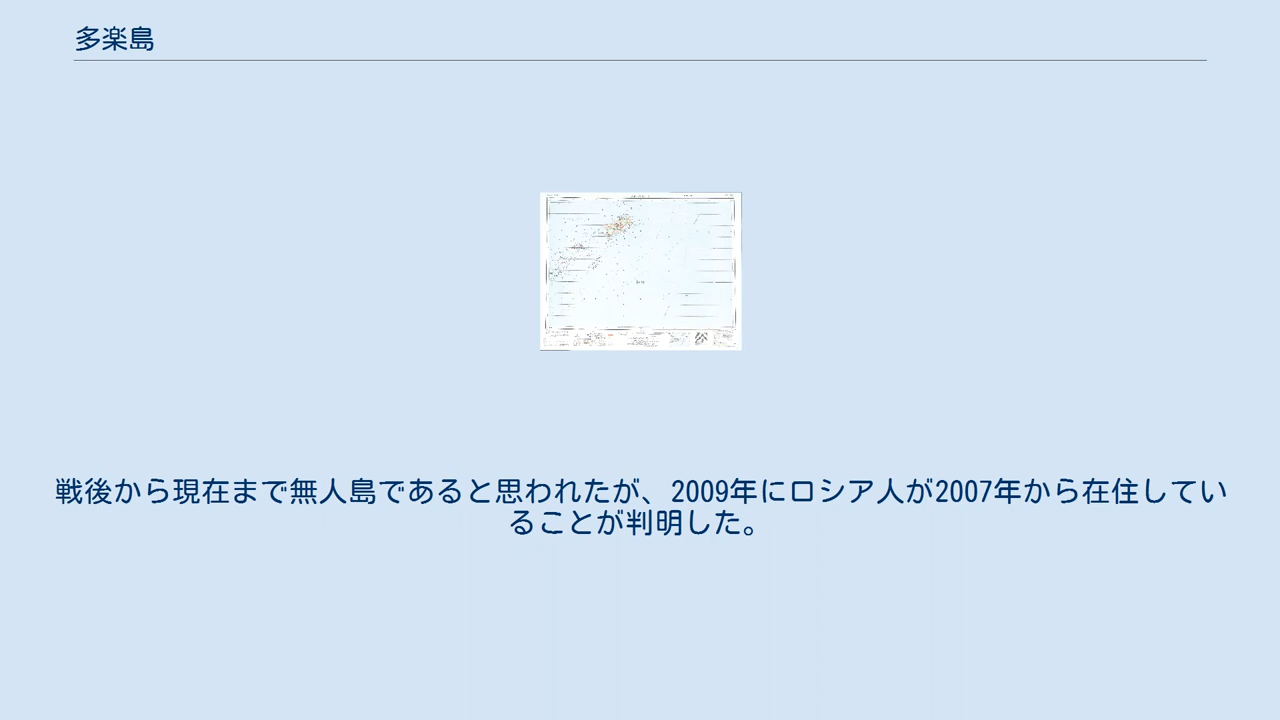 多楽島
戦後から現在まで無人島であると思われたが、2009年にロシア人が2007年から在住してい
ることが判明した。